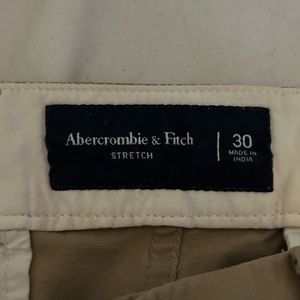 Abercrombie & Fitch
STRETCH
30
MADE IN
INDIA